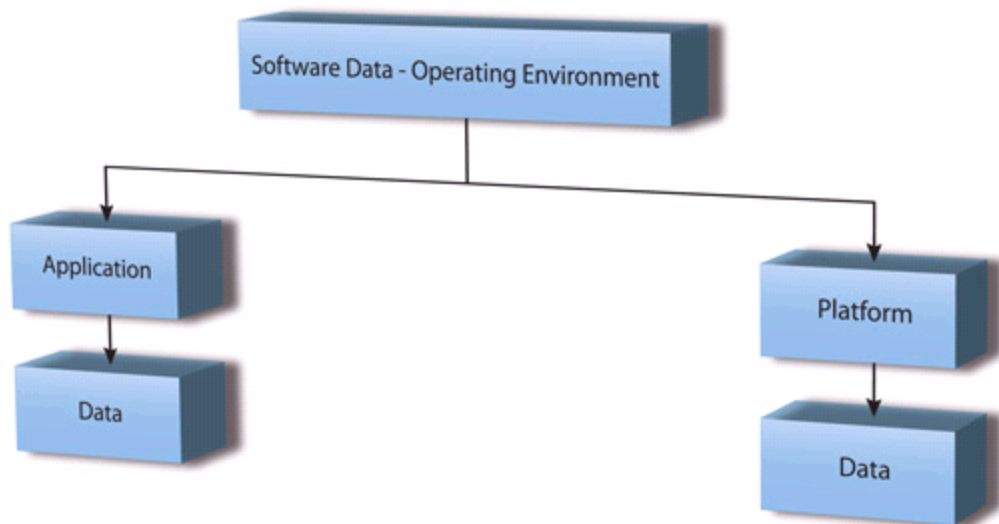 Software Data - Operating Environment
Application
Platform
Data
Data